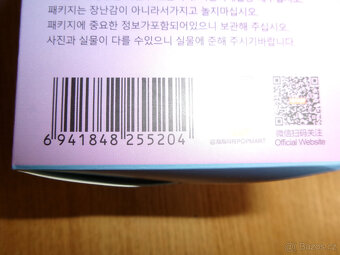 패키지는 장난감이 아니라서가지고 놀지마십시오
패키지에 중요한 정보가포함되어있으니 보관해 주십시오
사진과 실물이 다를 수있으니 실물에 준해 주시기바랍니다
6 941848 255204
微信扫码关注
Official Website
Bazos.cz